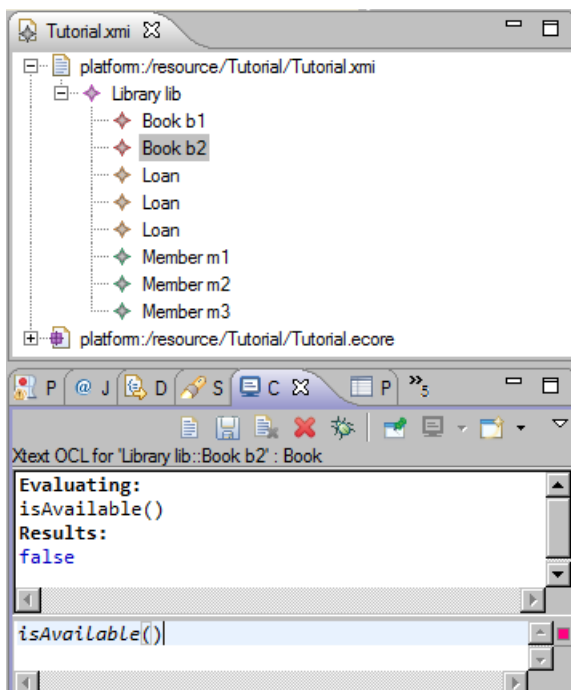 Tutorial.xmi
platform:/resource/Tutorial/Tutorial.xmi
Library lib
Book b1
Book b2
Loan
Loan
Loan
Member m1
Member m2
Member m3
platform:/resource/Tutorial/Tutorial.ecore
P @ J D S C P »5
Xtext OCL for 'Library lib::Book b2' : Book
Evaluating:
isAvailable()
Results:
false
isAvailable()